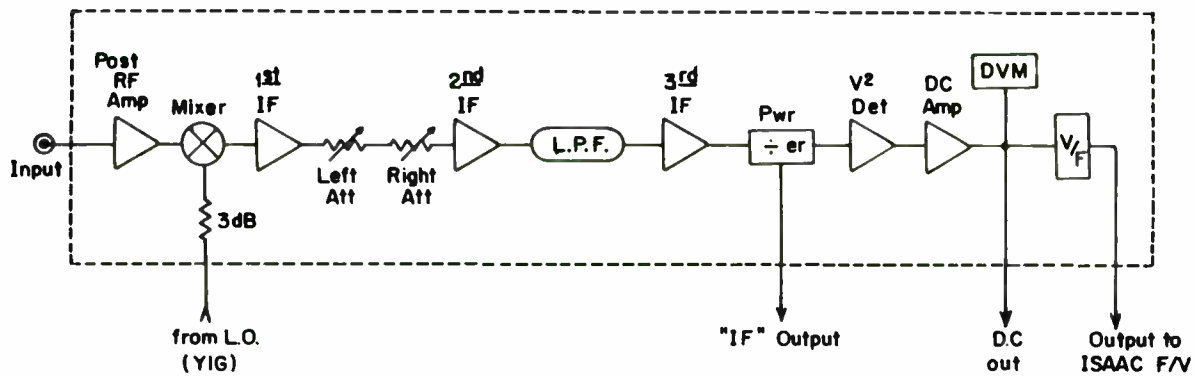 Post
RF
Amp
Mixer
1st
IF
Left
Att
Right
Att
2nd
IF
L.P.F.
3rd
IF
Pwr
÷ er
V²
Det
DC
Amp
DVM
V/F
Input
3dB
from L.O.
(YIG)
"IF" Output
D.C
out
Output to
ISAAC F/V